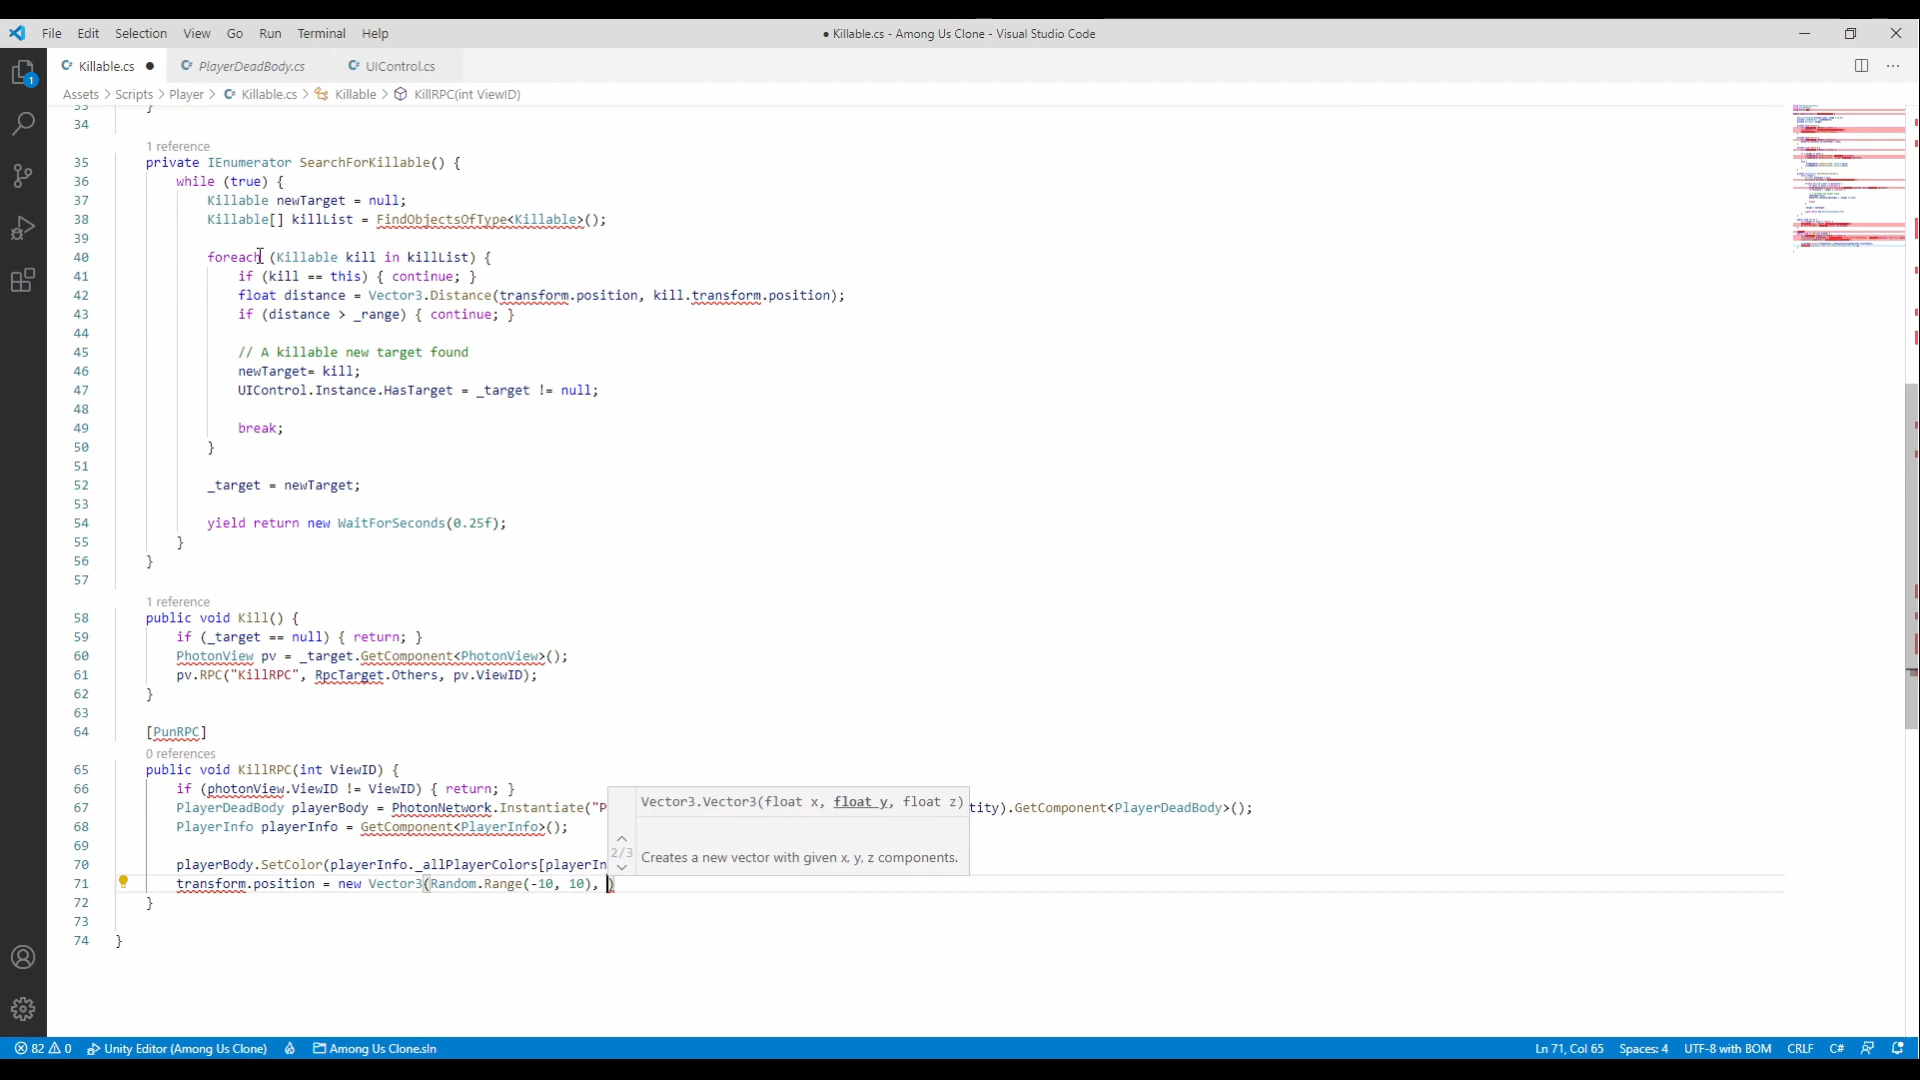 File Edit Selection View Go Run Terminal Help
● Killable.cs - Among Us Clone - Visual Studio Code
Killable.cs ● PlayerDeadBody.cs UIControl.cs
Assets > Scripts > Player > Killable.cs > Killable > KillRPC(int ViewID)
33 }
34
1 reference
35 private IEnumerator SearchForKillable() {
36 while (true) {
37 Killable newTarget = null;
38 Killable[] killList = FindObjectsOfType<Killable>();
39
40 foreach (Killable kill in killList) {
41 if (kill == this) { continue; }
42 float distance = Vector3.Distance(transform.position, kill.transform.position);
43 if (distance > _range) { continue; }
44
45 // A killable new target found
46 newTarget= kill;
47 UIControl.Instance.HasTarget = _target != null;
48
49 break;
50 }
51
52 _target = newTarget;
53
54 yield return new WaitForSeconds(0.25f);
55 }
56 }
57
1 reference
58 public void Kill() {
59 if (_target == null) { return; }
60 PhotonView pv = _target.GetComponent<PhotonView>();
61 pv.RPC("KillRPC", RpcTarget.Others, pv.ViewID);
62 }
63
64 [PunRPC]
0 references
65 public void KillRPC(int ViewID) {
66 if (photonView.ViewID != ViewID) { return; }
Vector3.Vector3(float x, float y, float z)
67 PlayerDeadBody playerBody = PhotonNetwork.Instantiate("P tity).GetComponent<PlayerDeadBody>();
68 PlayerInfo playerInfo = GetComponent<PlayerInfo>();
69
2/3
Creates a new vector with given x, y, z components.
70 playerBody.SetColor(playerInfo._allPlayerColors[playerIn
71 transform.position = new Vector3(Random.Range(-10, 10), )
72 }
73
74 }
1
82 0 Unity Editor (Among Us Clone) Among Us Clone.sln
Ln 71, Col 65 Spaces: 4 UTF-8 with BOM CRLF C#